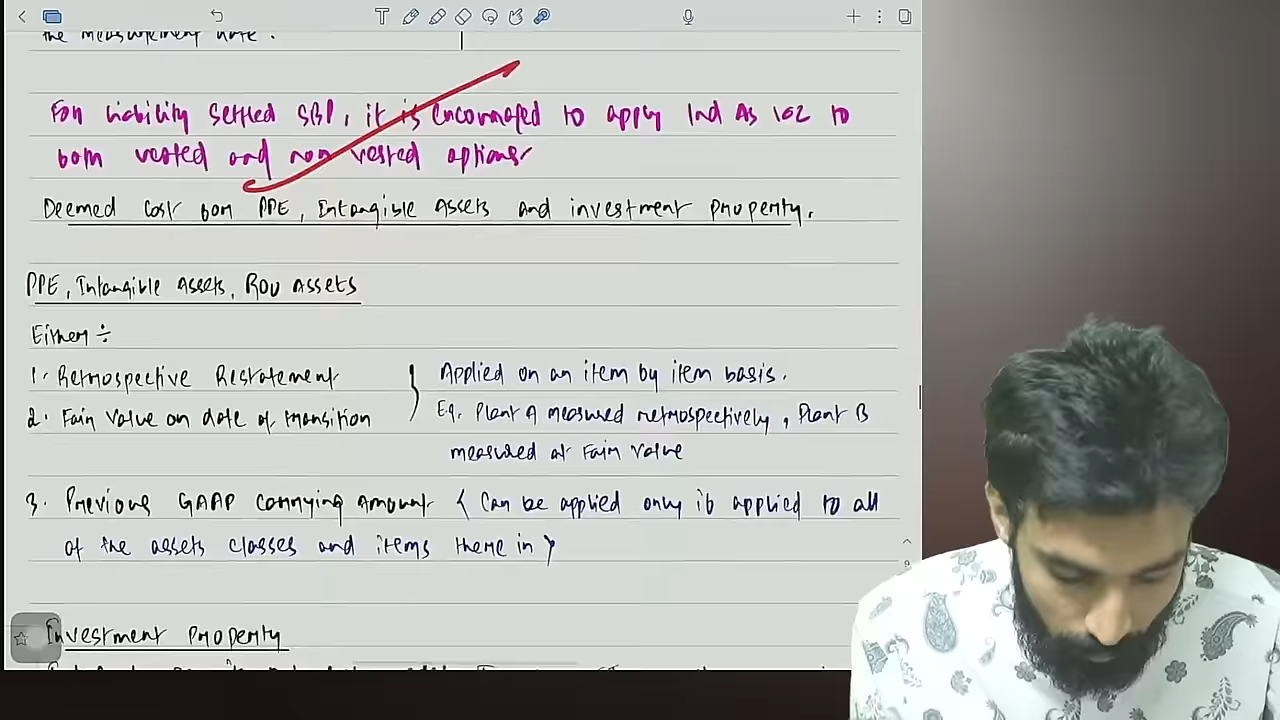 the measurement date.
For liability settled SBP, it is encouraged to apply Ind As 102 to
both vested and non vested options
Deemed cost for PPE, Intangible Assets and investment property.
PPE, Intangible Assets, ROU Assets
Either ÷
1. Retrospective Restatement } Applied on an item by item basis.
2. Fair Value on date of transition Eg. Plant A measured retrospectively, Plant B
measured at Fair Value
3. Previous GAAP carrying Amount { Can be applied only if applied to all
of the assets classes and items there in }
9
Investment Property